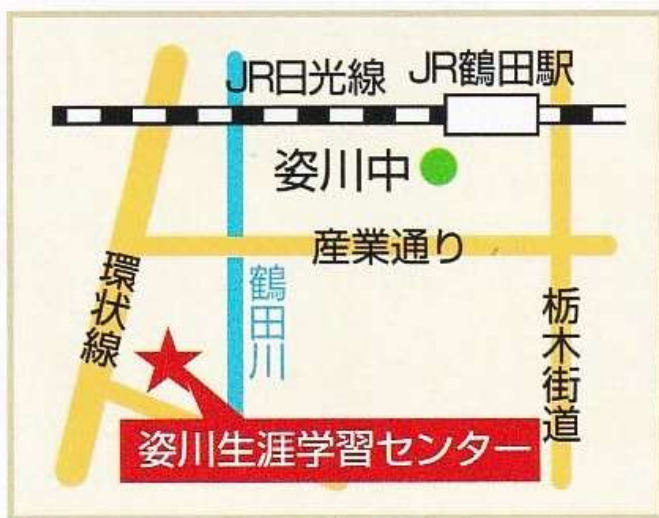 JR日光線
JR鶴田駅
姿川中
産業通り
環状線
鶴田川
栃木街道
姿川生涯学習センター